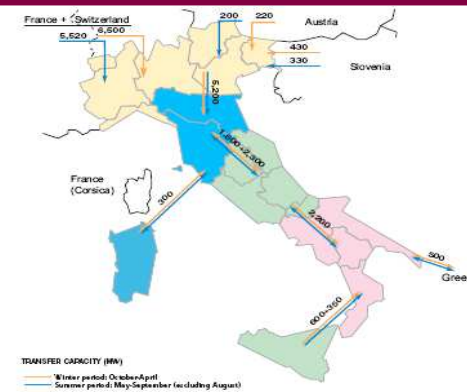 France + Switzerland
6,500
5,520
200
220
Austria
430
330
Slovenia
5,200
1,600÷2,300
France
(Corsica)
300
2,200
500
Gree
600÷350
TRANSFER CAPACITY (MW)
Winter period: October-April
Summer period: May-September (excluding August)